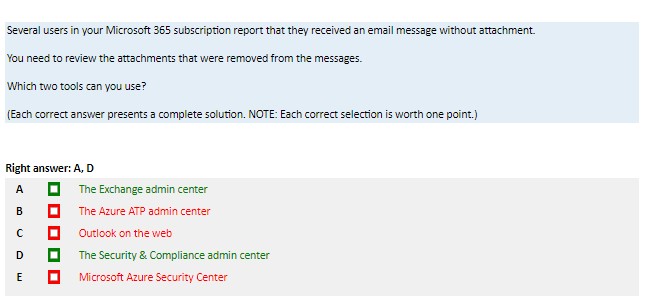 Several users in your Microsoft 365 subscription report that they received an email message without attachment.
You need to review the attachments that were removed from the messages.
Which two tools can you use?
(Each correct answer presents a complete solution. NOTE: Each correct selection is worth one point.)
Right answer: A, D
A The Exchange admin center
B The Azure ATP admin center
C Outlook on the web
D The Security & Compliance admin center
E Microsoft Azure Security Center